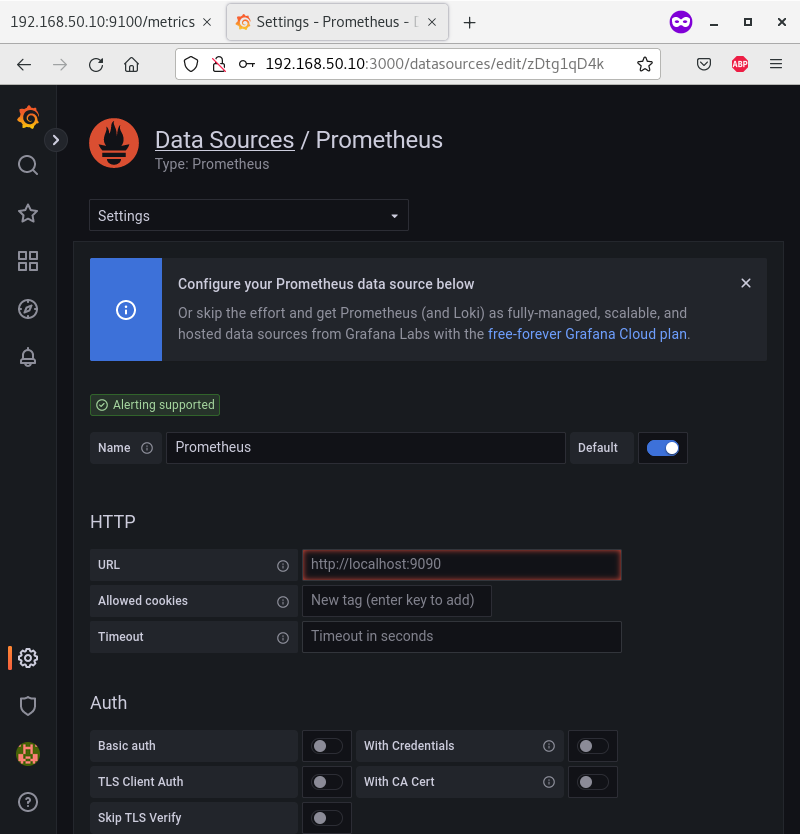 192.168.50.10:9100/metrics
Settings - Prometheus -
192.168.50.10:3000/datasources/edit/zDtg1qD4k
ABP
Data Sources / Prometheus
Type: Prometheus
Settings
Configure your Prometheus data source below
Or skip the effort and get Prometheus (and Loki) as fully-managed, scalable, and
hosted data sources from Grafana Labs with the free-forever Grafana Cloud plan.
Alerting supported
Name
Prometheus
Default
HTTP
URL
http://localhost:9090
Allowed cookies
New tag (enter key to add)
Timeout
Timeout in seconds
Auth
Basic auth
With Credentials
TLS Client Auth
With CA Cert
Skip TLS Verify